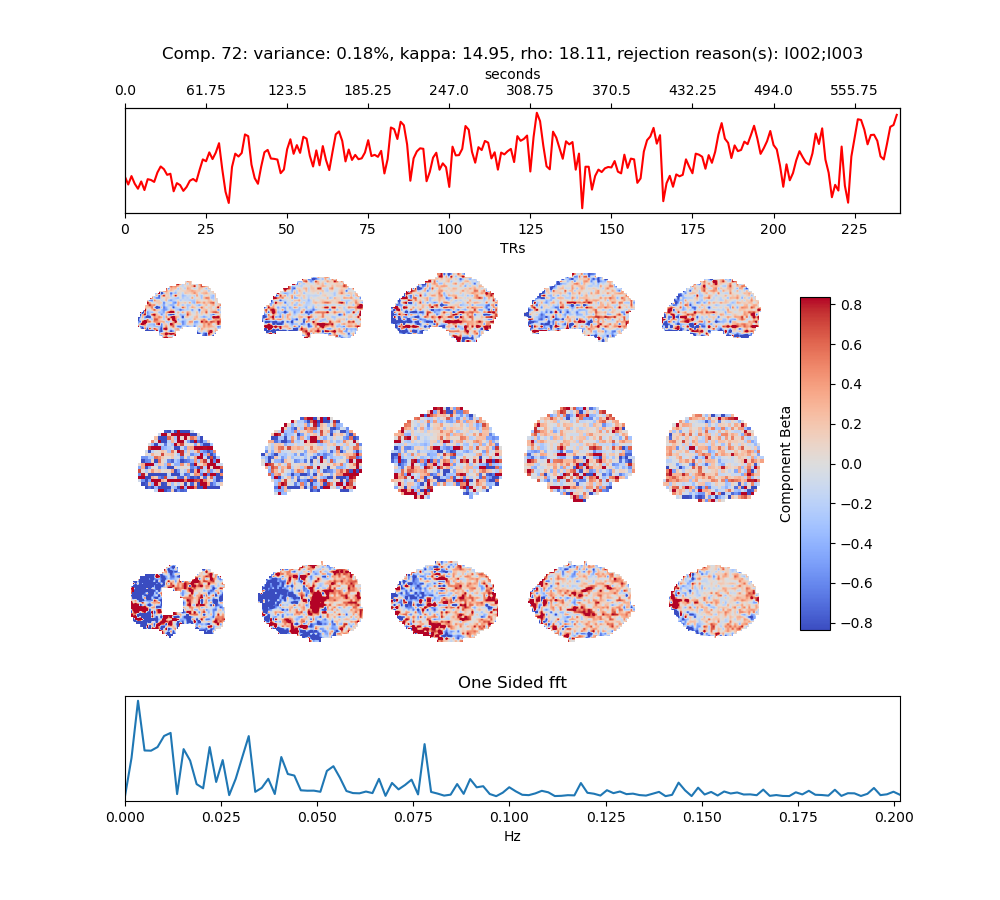 Comp. 72: variance: 0.18%, kappa: 14.95, rho: 18.11, rejection reason(s): I002;I003
seconds
0.0 61.75 123.5 185.25 247.0 308.75 370.5 432.25 494.0 555.75
0 25 50 75 100 125 150 175 200 225
TRs
0.8
0.6
0.4
0.2
0.0
−0.2
−0.4
−0.6
−0.8
Component Beta
One Sided fft
0.000 0.025 0.050 0.075 0.100 0.125 0.150 0.175 0.200
Hz